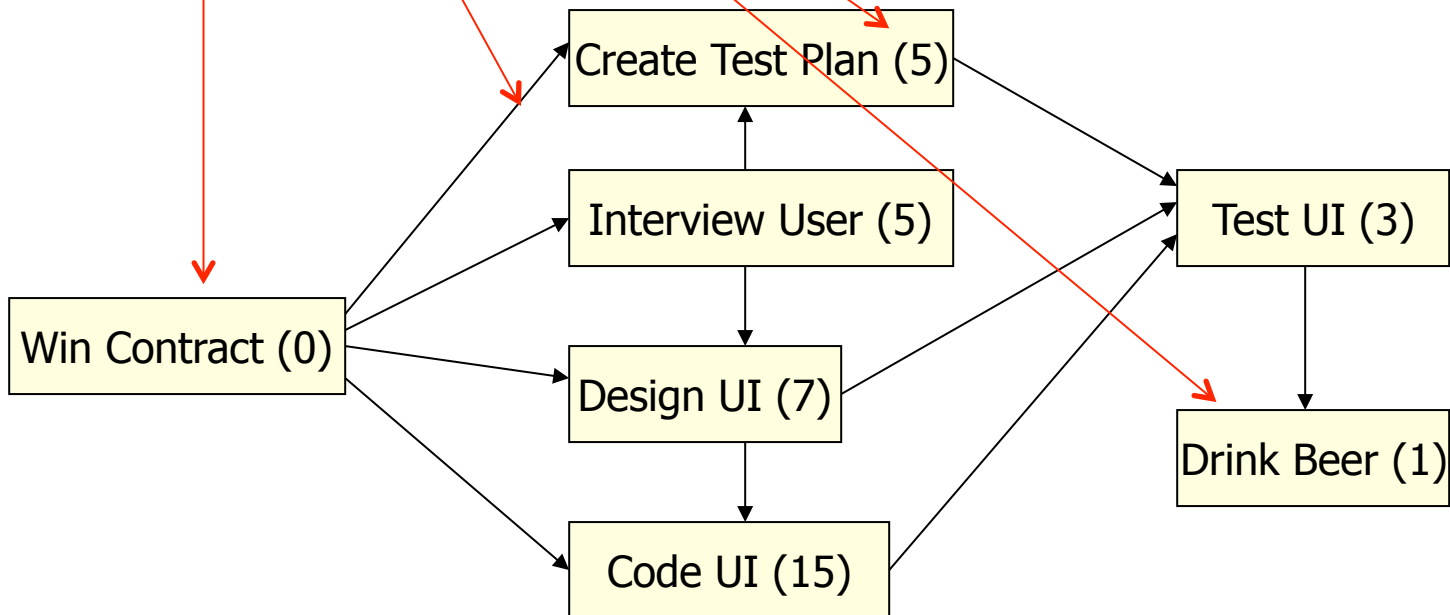 Create Test Plan (5)
Interview User (5)
Test UI (3)
Win Contract (0)
Design UI (7)
Drink Beer (1)
Code UI (15)